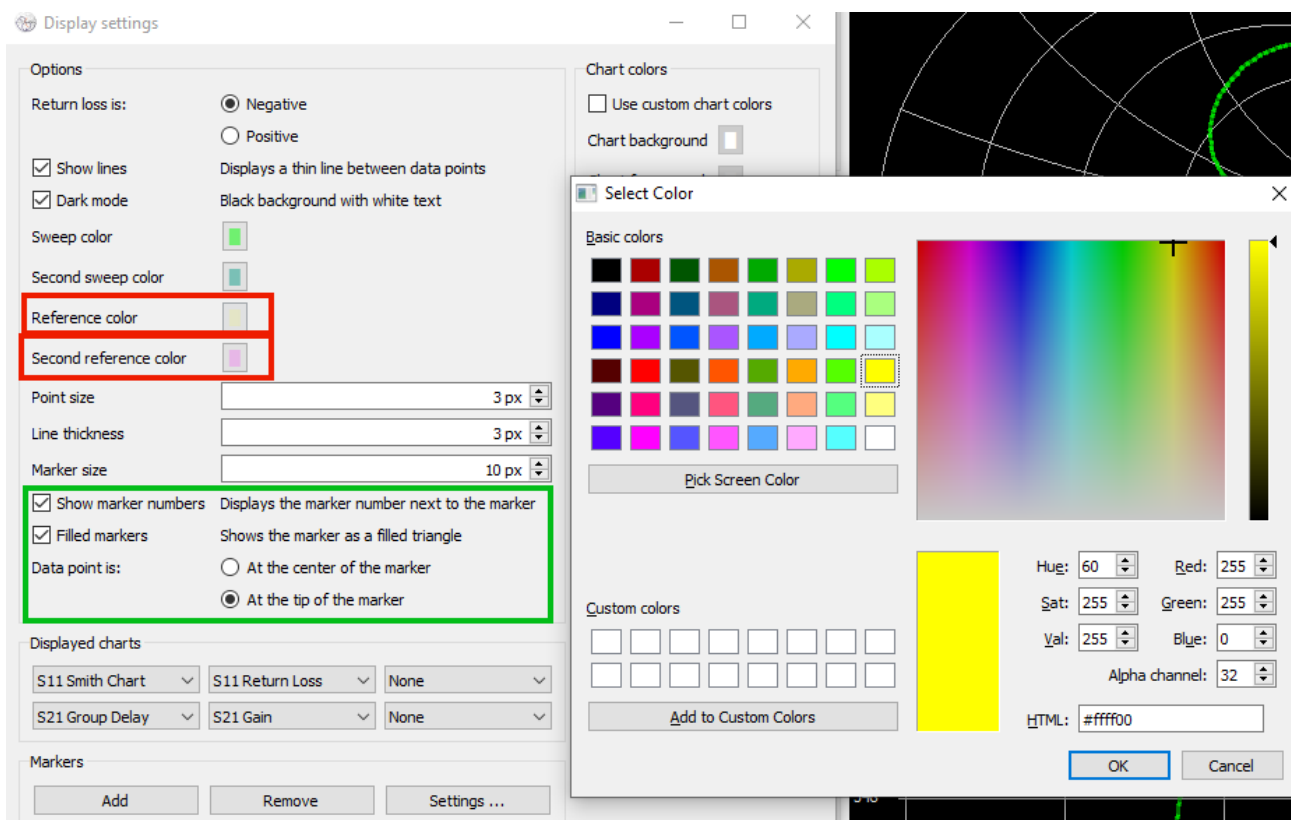 Display settings
Options
Return loss is:
Negative
Positive
Show lines
Displays a thin line between data points
Dark mode
Black background with white text
Sweep color
Second sweep color
Reference color
Second reference color
Point size
3 px
Line thickness
3 px
Marker size
10 px
Show marker numbers
Displays the marker number next to the marker
Filled markers
Shows the marker as a filled triangle
Data point is:
At the center of the marker
At the tip of the marker
Displayed charts
S11 Smith Chart
S11 Return Loss
None
S21 Group Delay
S21 Gain
None
Markers
Add
Remove
Settings ...
Chart colors
Use custom chart colors
Chart background
Select Color
Basic colors
Pick Screen Color
Custom colors
Add to Custom Colors
Hue: 60
Red: 255
Sat: 255
Green: 255
Val: 255
Blue: 0
Alpha channel: 32
HTML: #ffff00
OK
Cancel